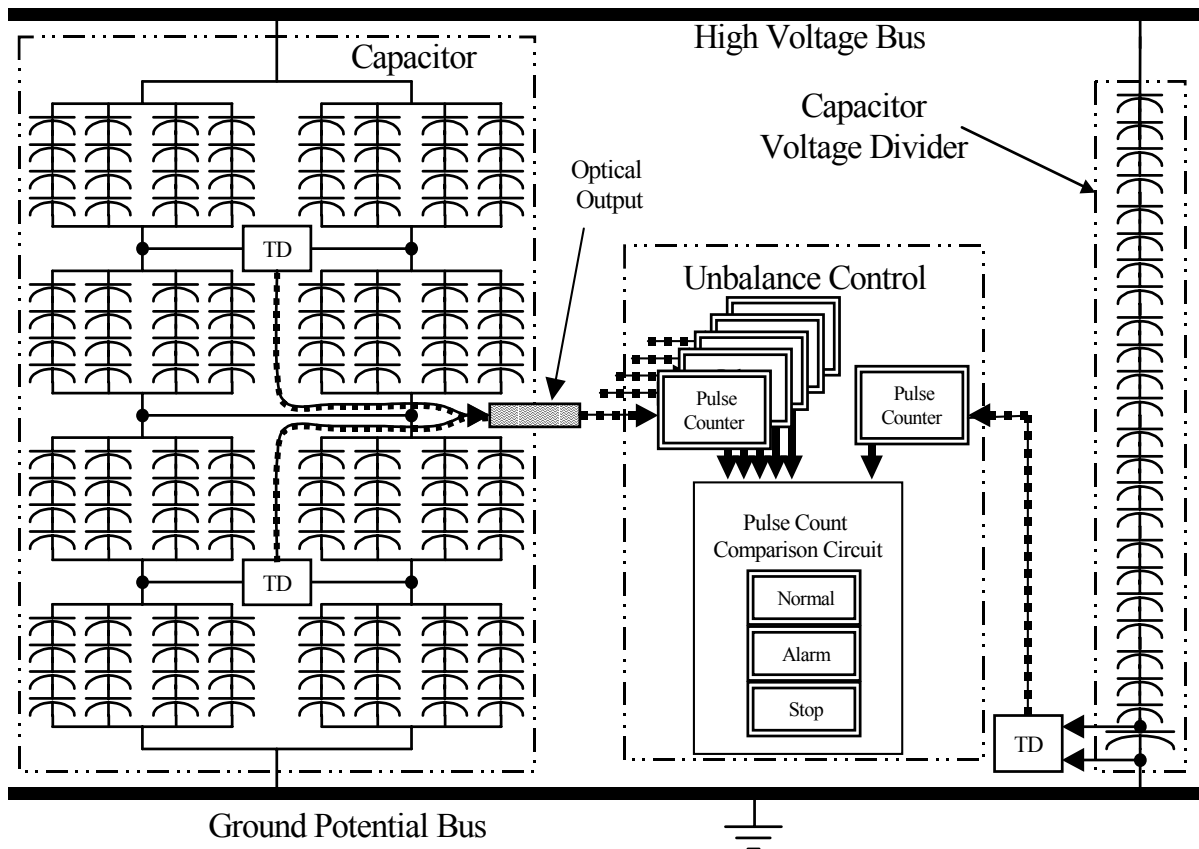 High Voltage Bus
Capacitor
Capacitor
Voltage Divider
Optical
Output
TD
Unbalance Control
Pulse
Counter
Pulse
Counter
Pulse Count
Comparison Circuit
Normal
Alarm
Stop
TD
TD
Ground Potential Bus